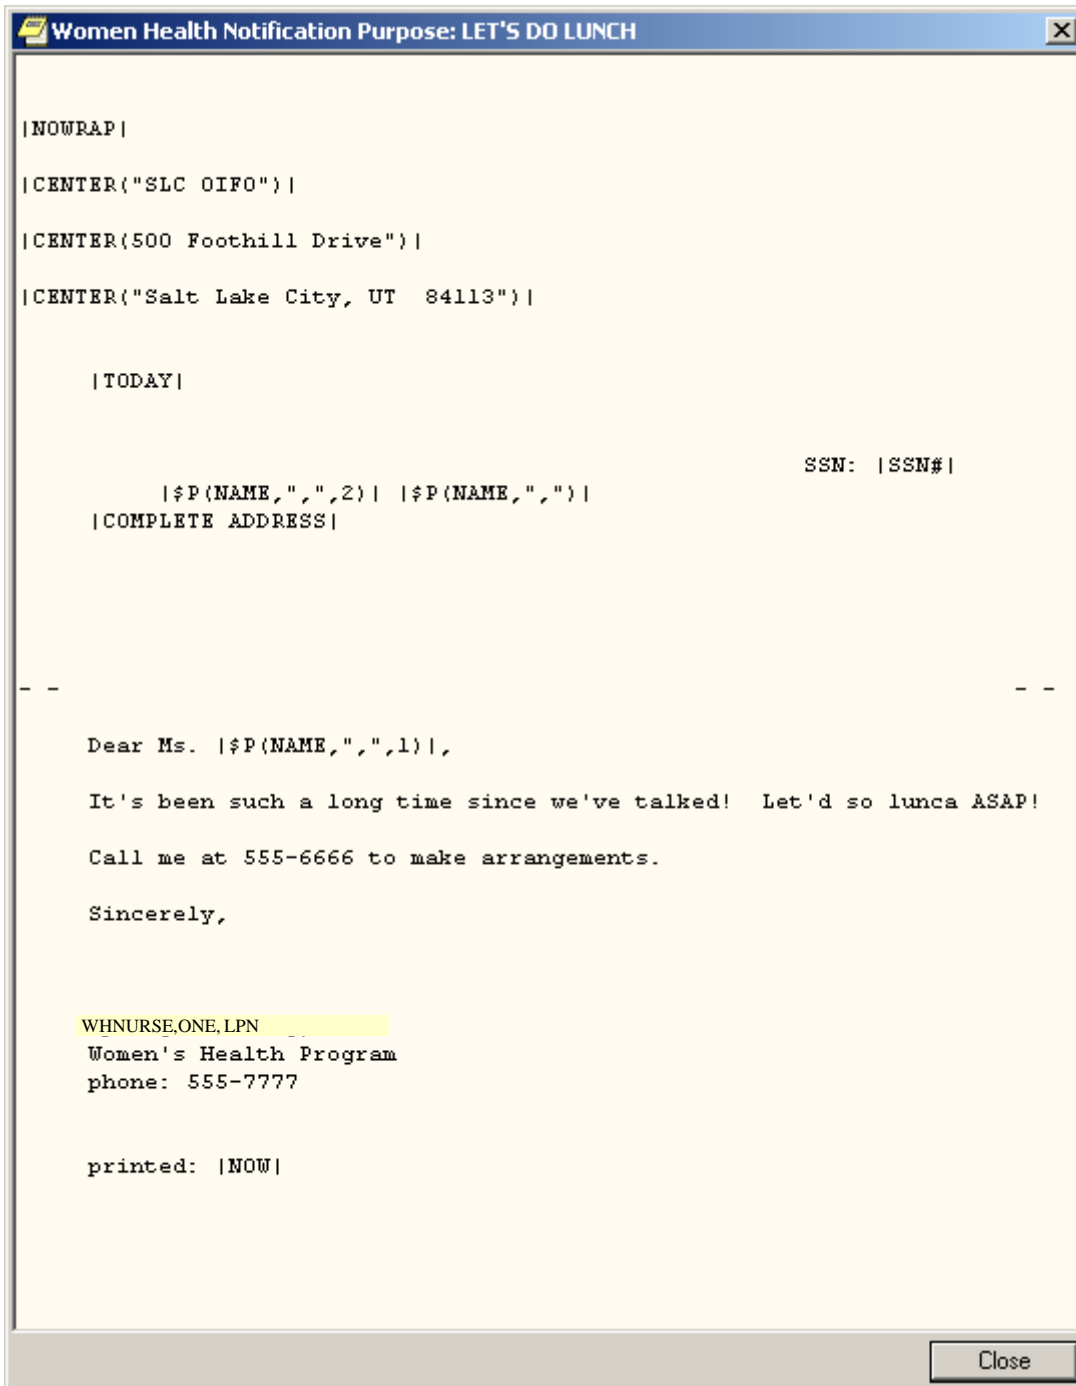 Women Health Notification Purpose: LET'S DO LUNCH
|NOWRAP|
|CENTER("SLC OIFO")|
|CENTER(500 Foothill Drive")|
|CENTER("Salt Lake City, UT  84113")|
|TODAY|
SSN: |SSN#|
|$P(NAME,",",2)| |$P(NAME,",")|
|COMPLETE ADDRESS|
- - - -
Dear Ms. |$P(NAME,",",1)|,
It's been such a long time since we've talked!  Let'd so lunca ASAP!
Call me at 555-6666 to make arrangements.
Sincerely,
WHNURSE,ONE, LPN
Women's Health Program
phone: 555-7777
printed: |NOW|
Close